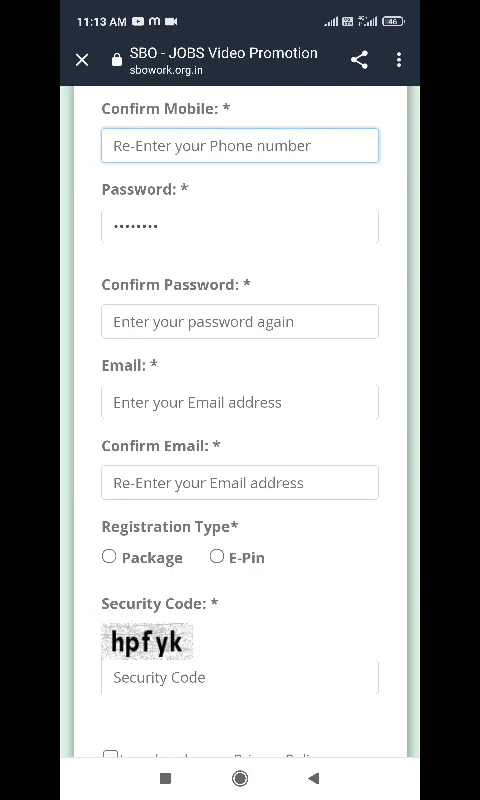 11:13 AM
46
SBO - JOBS Video Promotion
sbowork.org.in
Confirm Mobile: *
Re-Enter your Phone number
Password: *
••••••••
Confirm Password: *
Enter your password again
Email: *
Enter your Email address
Confirm Email: *
Re-Enter your Email address
Registration Type*
Package E-Pin
Security Code: *
hpfyk
Security Code